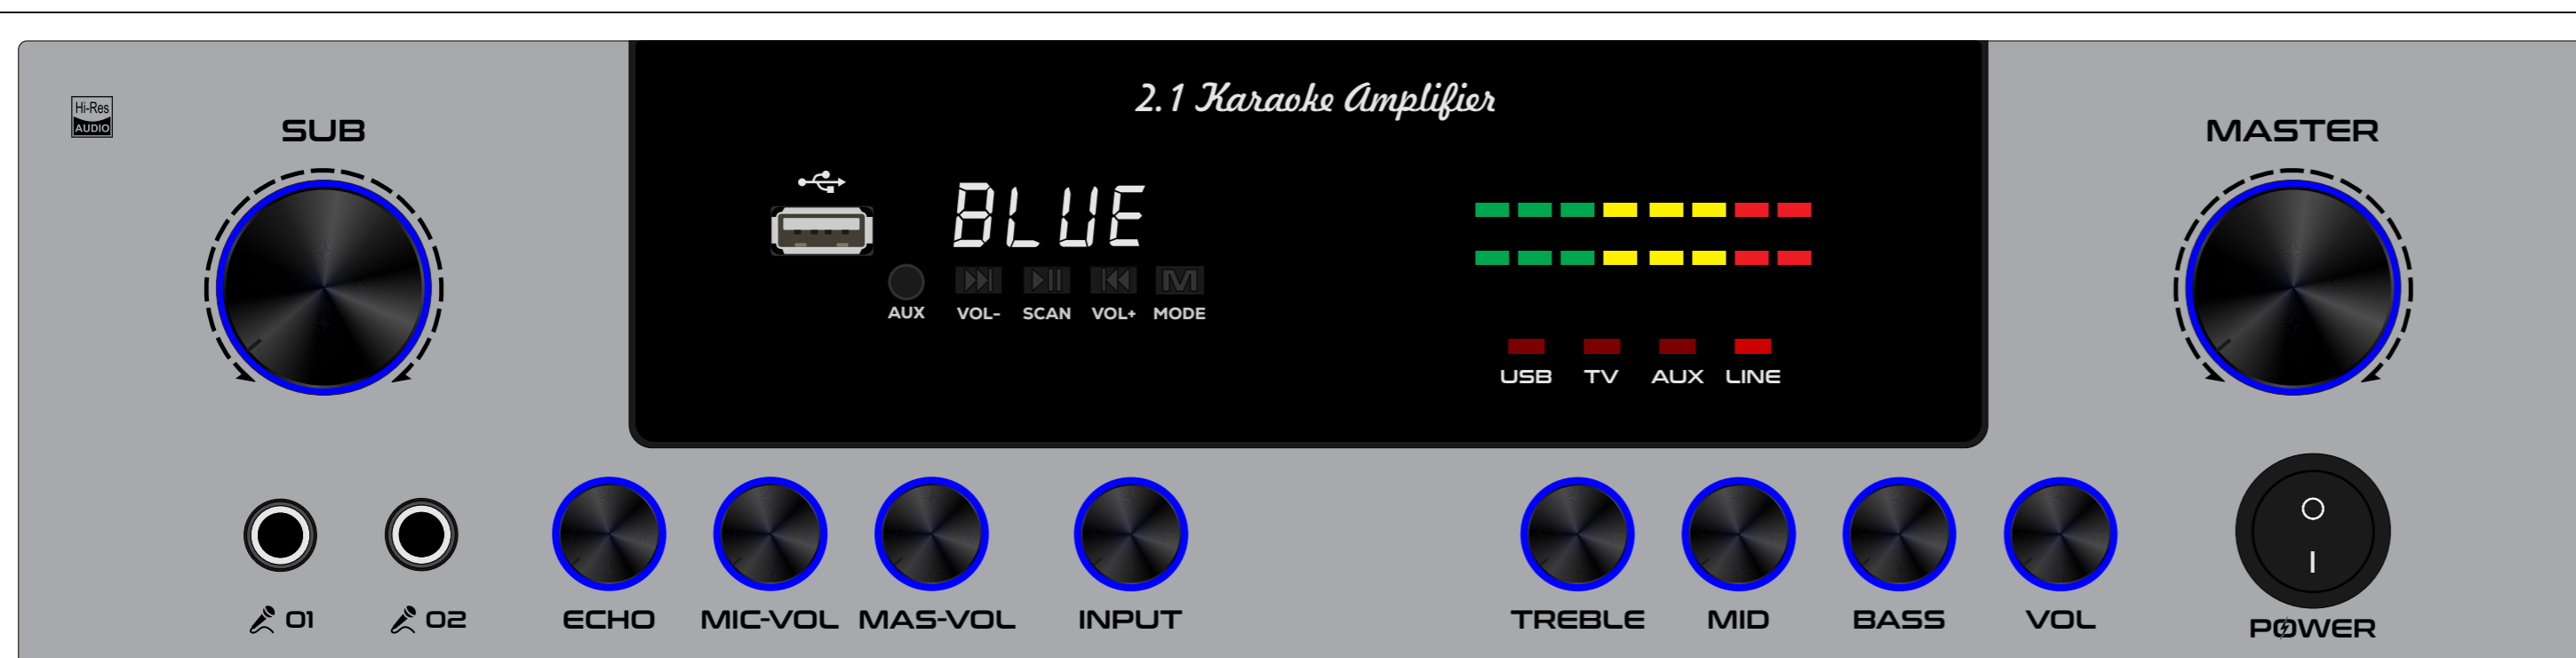 2.1 Karaoke Amplifier
Hi-Res
AUDIO
SUB
MASTER
BLUE
AUX
VOL-
SCAN
VOL+
MODE
M
USB
TV
AUX
LINE
01
02
ECHO
MIC-VOL
MAS-VOL
INPUT
TREBLE
MID
BASS
VOL
POWER